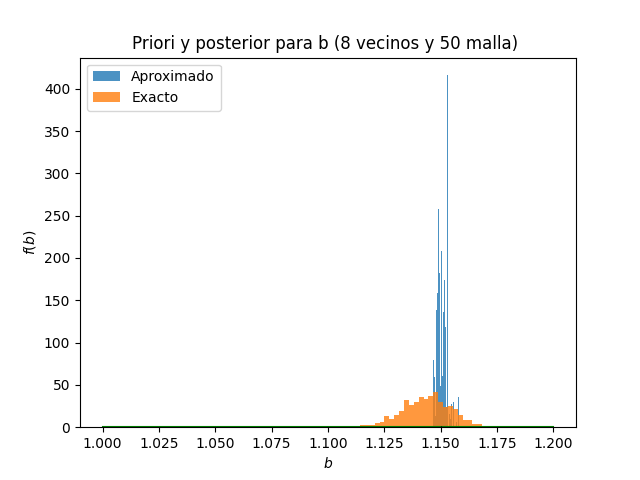 Priori y posterior para b (8 vecinos y 50 malla)
Aproximado
Exacto
400
350
300
250
200
150
100
50
0
f(b)
1.000 1.025 1.050 1.075 1.100 1.125 1.150 1.175 1.200
b